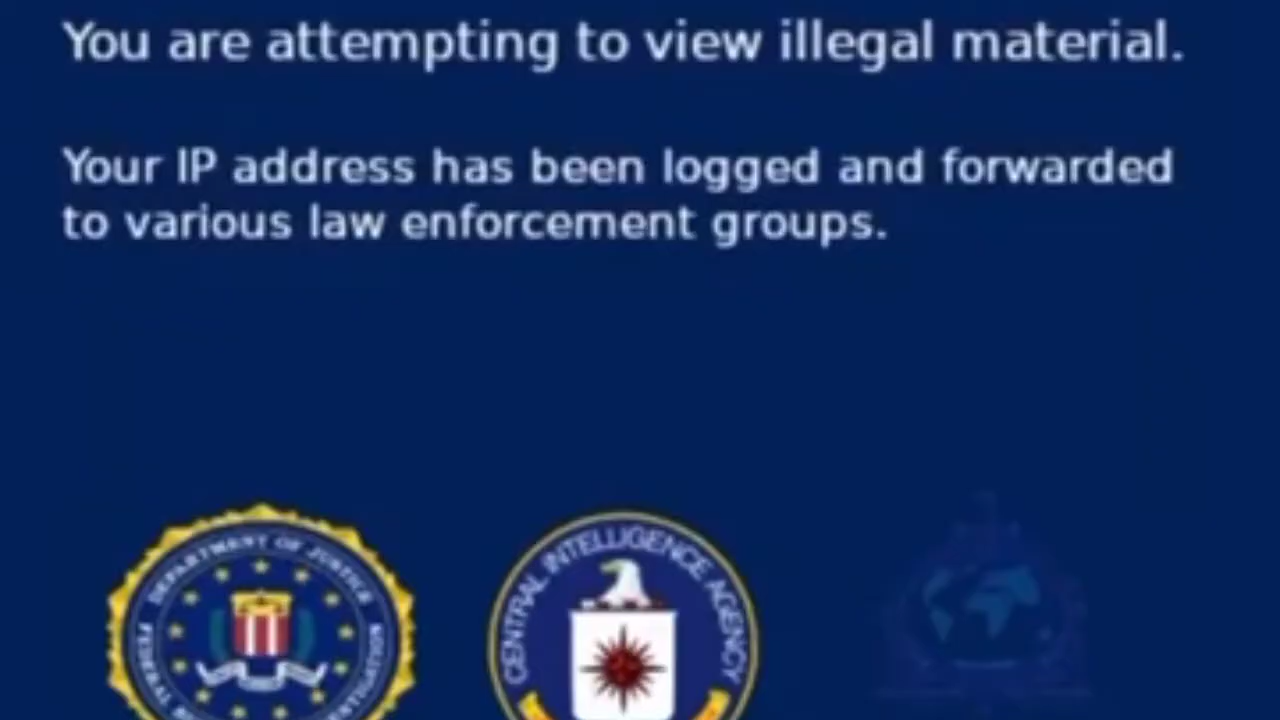 You are attempting to view illegal material.
Your IP address has been logged and forwarded
to various law enforcement groups.
DEPARTMENT OF JUSTICE
FEDERAL
CENTRAL INTELLIGENCE AGENCY